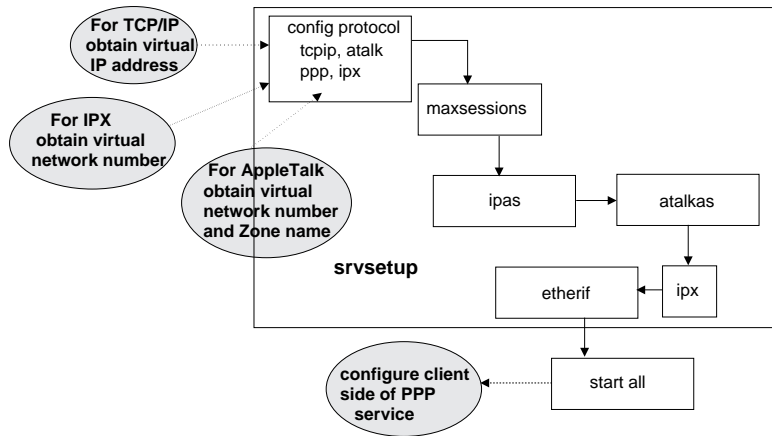 For TCP/IP
obtain virtual
IP address
config protocol
tcpip, atalk
ppp, ipx
For IPX
obtain virtual
network number
maxsessions
For AppleTalk
obtain virtual
network number
and Zone name
ipas
atalkas
srvsetup
etherif
ipx
configure client
side of PPP
service
start all